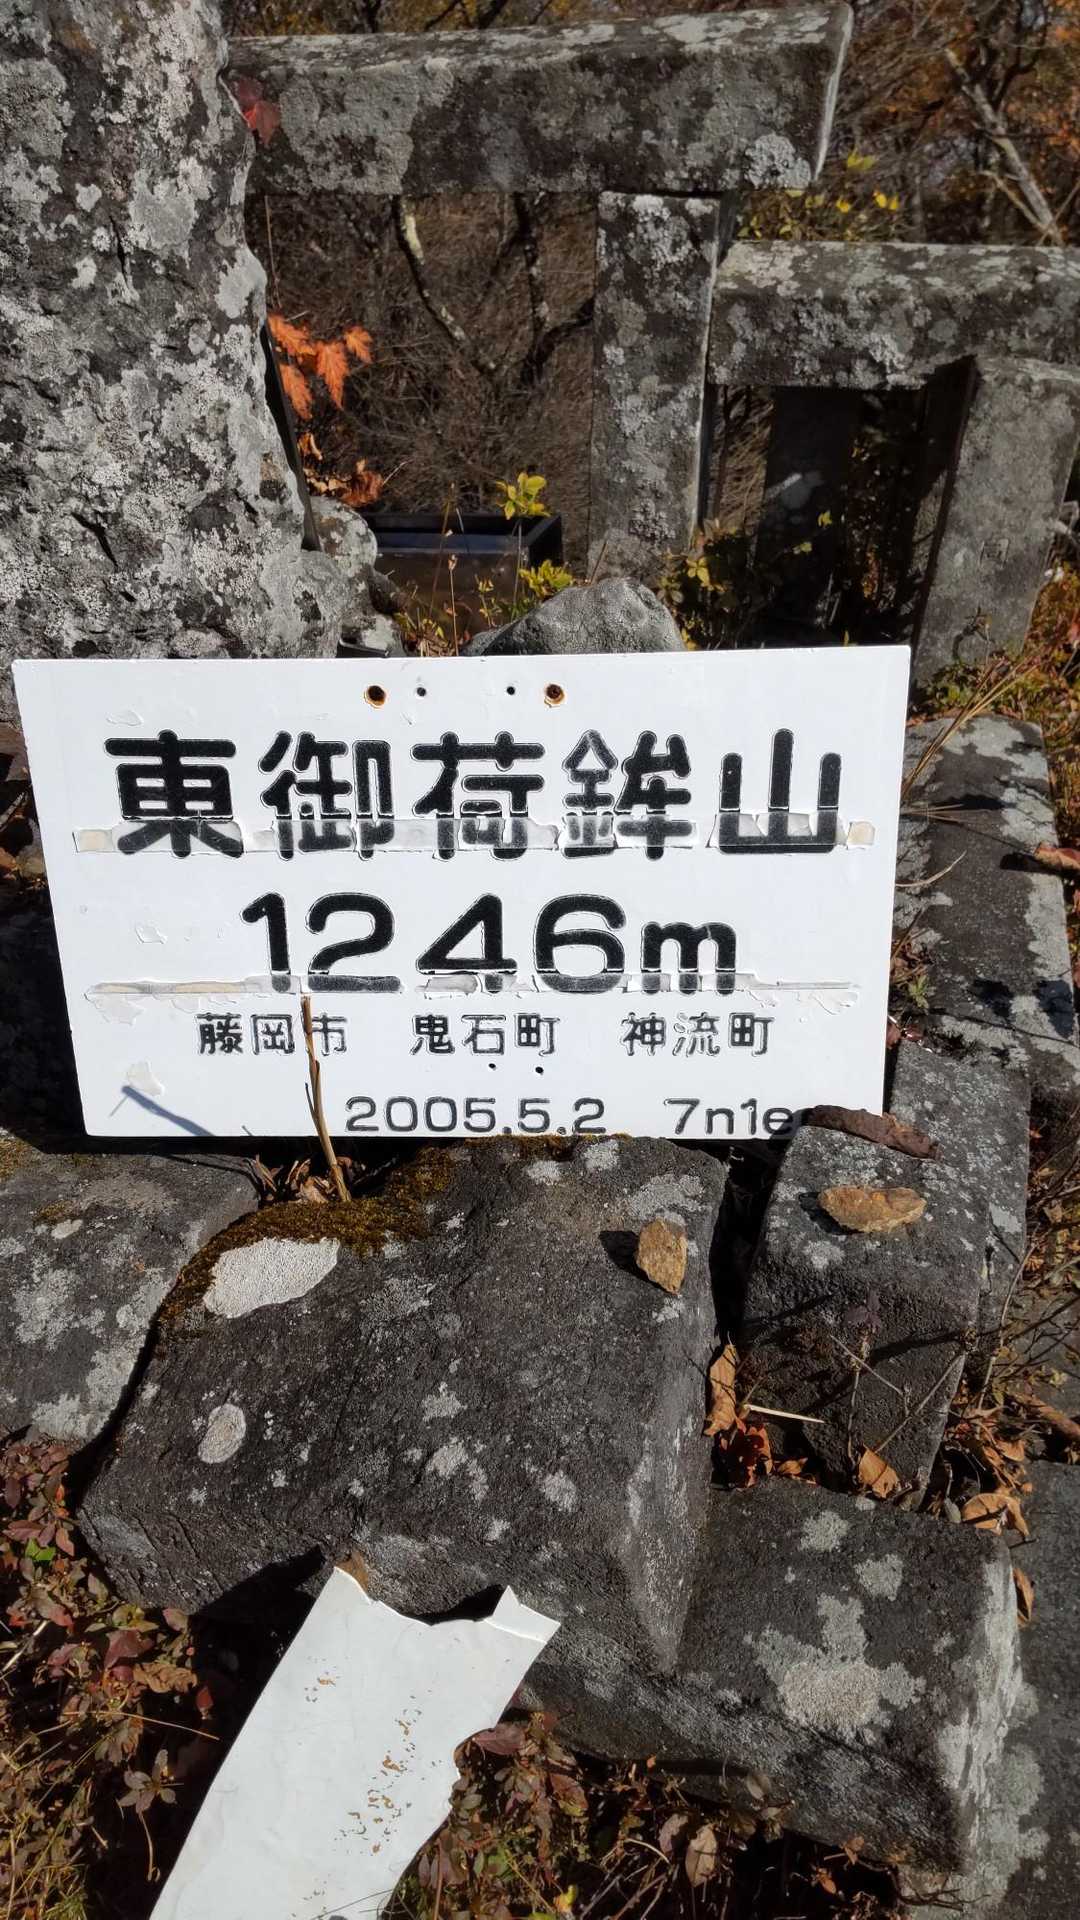 東御荷鉾山
1246m
藤岡市　鬼石町　神流町
2005.5.2　7n1e